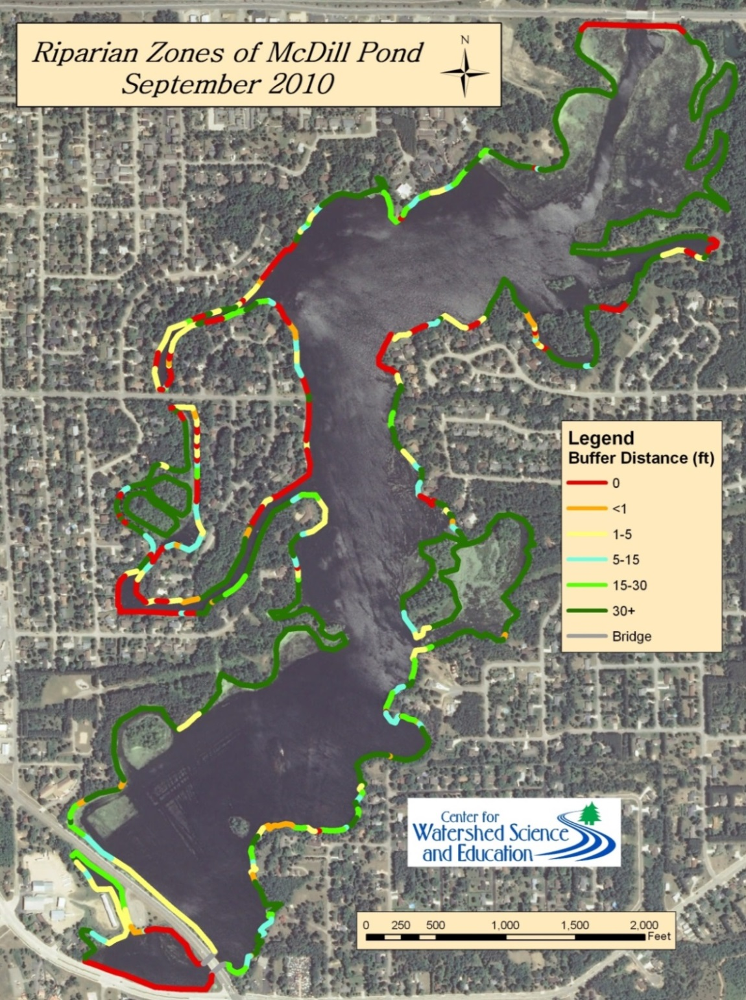 Riparian Zones of McDill Pond
September 2010
N
Legend
Buffer Distance (ft)
0
<1
1-5
5-15
15-30
30+
Bridge
Center for
Watershed Science
and Education
0 250 500 1,000 1,500 2,000
Feet